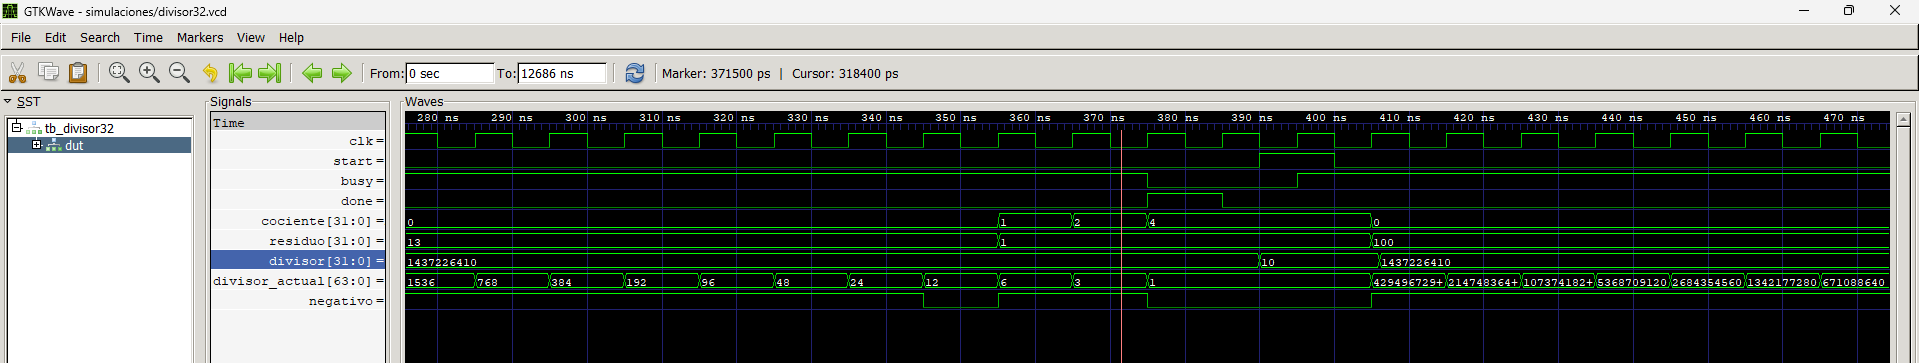 GTKWave - simulaciones/divisor32.vcd
File Edit Search Time Markers View Help
From: 0 sec To: 12686 ns Marker: 371500 ps | Cursor: 318400 ps
SST
tb_divisor32
dut
Signals
Time
clk=
start=
busy=
done=
cociente[31:0]=
residuo[31:0]=
divisor[31:0]=
divisor_actual[63:0]=
negativo=
Waves
280 ns 290 ns 300 ns 310 ns 320 ns 330 ns 340 ns 350 ns 360 ns 370 ns 380 ns 390 ns 400 ns 410 ns 420 ns 430 ns 440 ns 450 ns 460 ns 470 ns
0 1 2 4 0
13 1 100
1437226410 10 1437226410
1536 768 384 192 96 48 24 12 6 3 1 429496729+ 214748364+ 107374182+ 5368709120 2684354560 1342177280 671088640